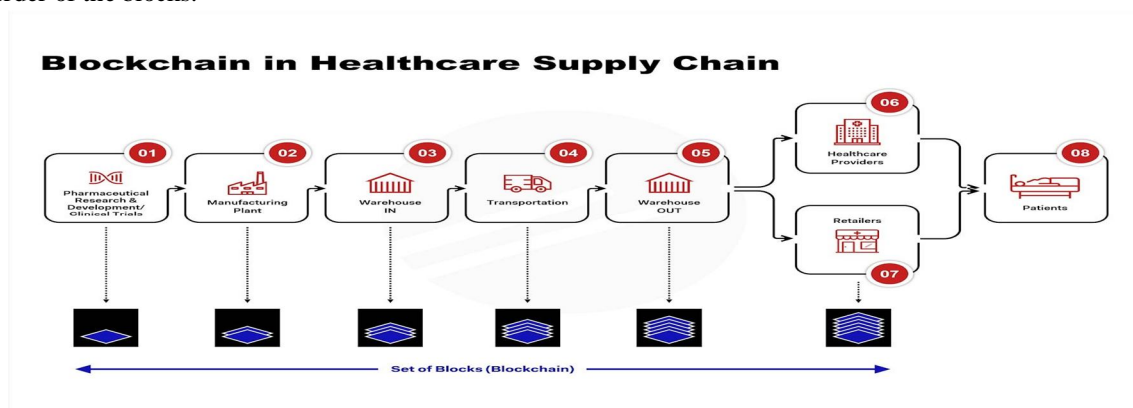 Blockchain in Healthcare Supply Chain
01
Pharmaceutical
Research &
Development/
Clinical Trials
02
Manufacturing
Plant
03
Warehouse
IN
04
Transportation
05
Warehouse
OUT
06
Healthcare
Providers
Retailers
07
08
Patients
Set of Blocks (Blockchain)